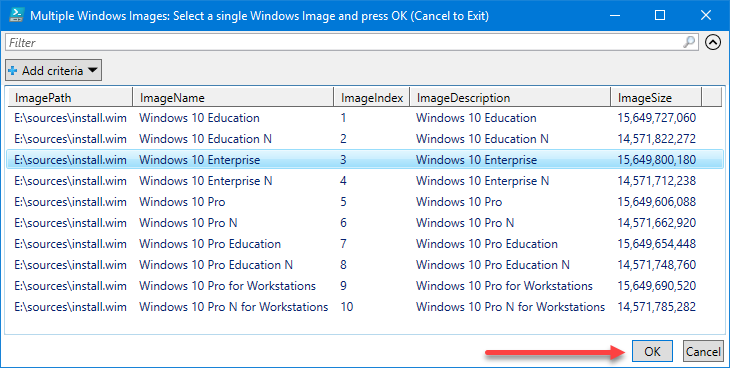 Multiple Windows Images: Select a single Windows Image and press OK (Cancel to Exit)
Filter
Add criteria
ImagePath ImageName ImageIndex ImageDescription ImageSize
E:\sources\install.wim Windows 10 Education 1 Windows 10 Education 15,649,727,060
E:\sources\install.wim Windows 10 Education N 2 Windows 10 Education N 14,571,822,272
E:\sources\install.wim Windows 10 Enterprise 3 Windows 10 Enterprise 15,649,800,180
E:\sources\install.wim Windows 10 Enterprise N 4 Windows 10 Enterprise N 14,571,712,238
E:\sources\install.wim Windows 10 Pro 5 Windows 10 Pro 15,649,606,088
E:\sources\install.wim Windows 10 Pro N 6 Windows 10 Pro N 14,571,662,920
E:\sources\install.wim Windows 10 Pro Education 7 Windows 10 Pro Education 15,649,654,448
E:\sources\install.wim Windows 10 Pro Education N 8 Windows 10 Pro Education N 14,571,748,760
E:\sources\install.wim Windows 10 Pro for Workstations 9 Windows 10 Pro for Workstations 15,649,690,520
E:\sources\install.wim Windows 10 Pro N for Workstations 10 Windows 10 Pro N for Workstations 14,571,785,282
OK Cancel